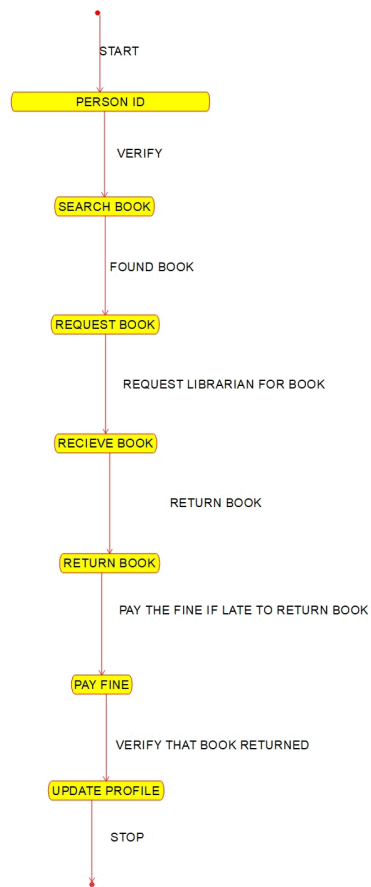 START
PERSON ID
VERIFY
SEARCH BOOK
FOUND BOOK
REQUEST BOOK
REQUEST LIBRARIAN FOR BOOK
RECIEVE BOOK
RETURN BOOK
RETURN BOOK
PAY THE FINE IF LATE TO RETURN BOOK
PAY FINE
VERIFY THAT BOOK RETURNED
UPDATE PROFILE
STOP